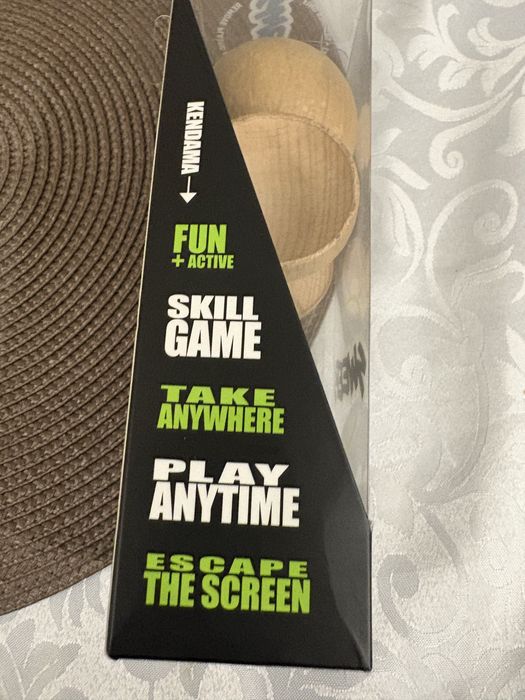 KENDAMA
FUN
+ ACTIVE
SKILL
GAME
TAKE
ANYWHERE
PLAY
ANYTIME
ESCAPE
THE SCREEN